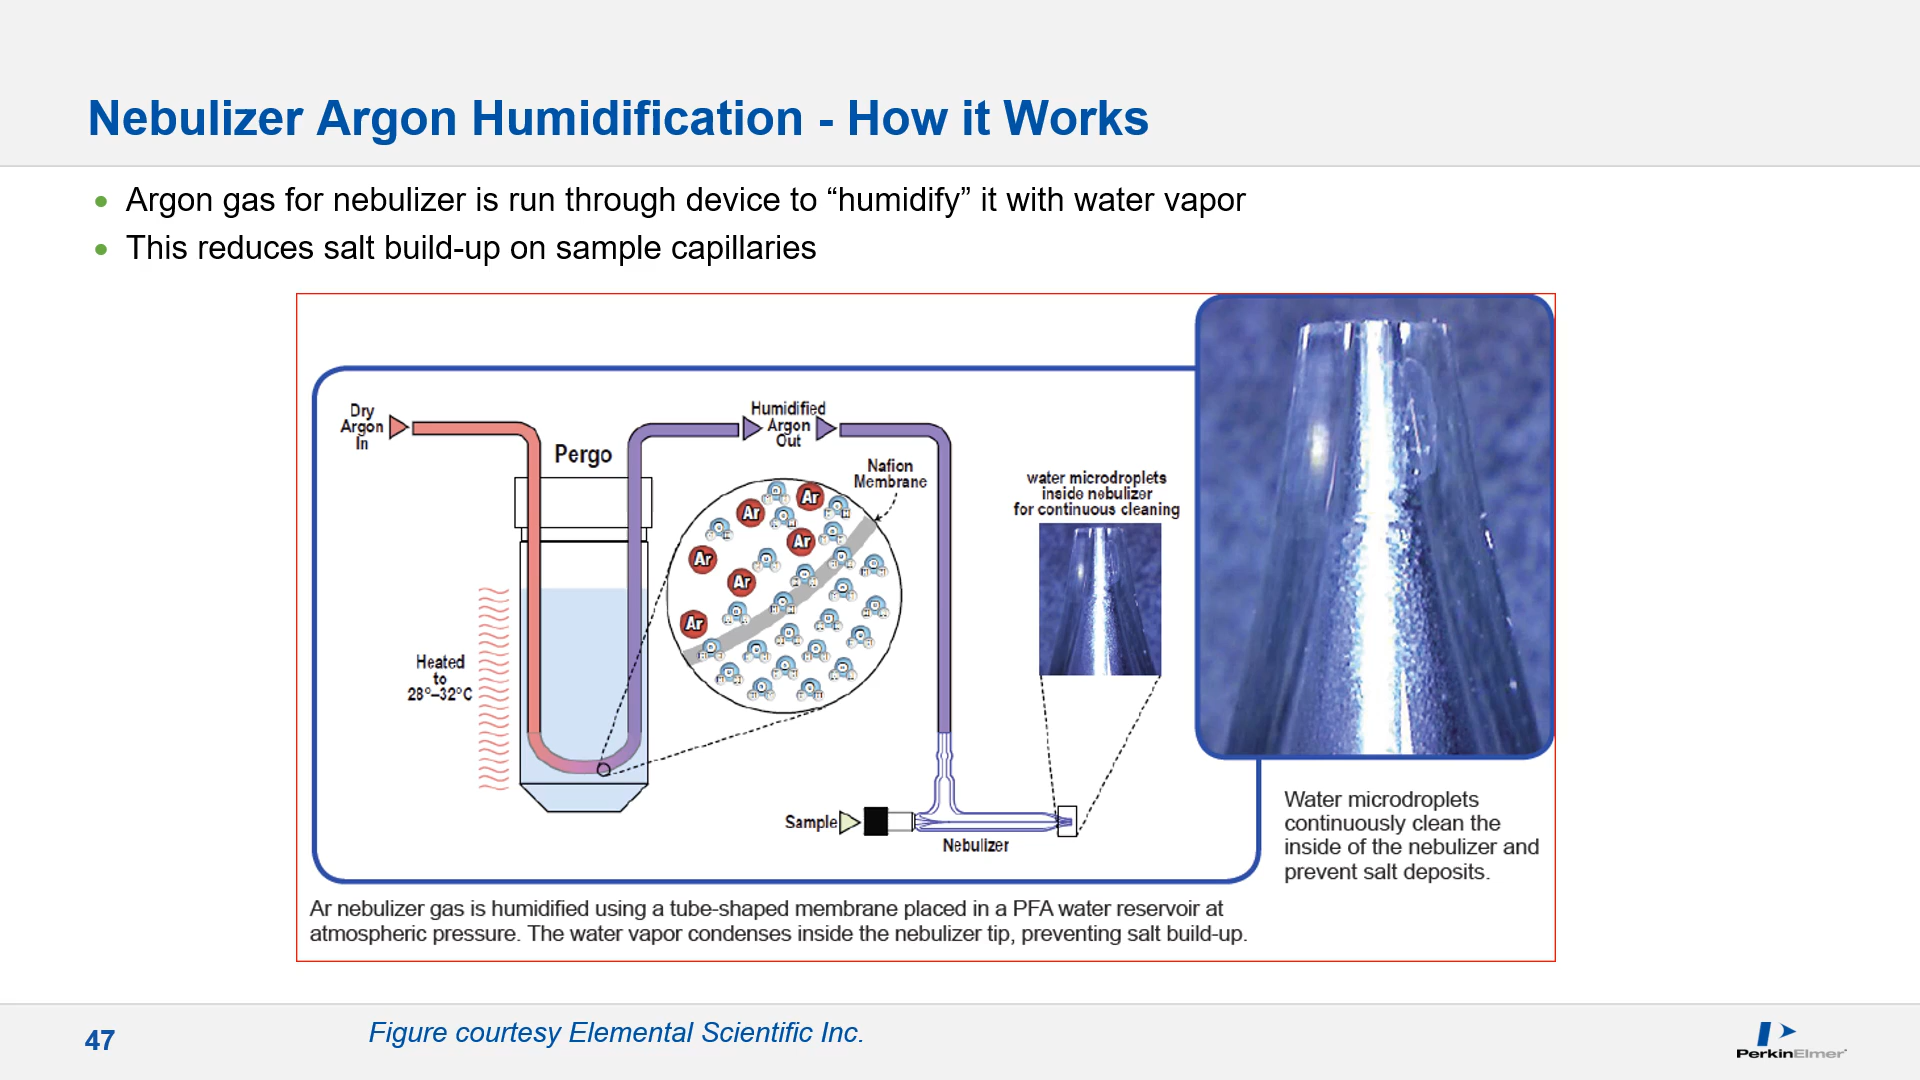 Nebulizer Argon Humidification - How it Works
Argon gas for nebulizer is run through device to “humidify” it with water vapor
This reduces salt build-up on sample capillaries
Dry
Argon
In
Pergo
Humidified
Argon
Out
Nafion
Membrane
Ar
Ar
Ar
Ar
Ar
Ar
water microdroplets
inside nebulizer
for continuous cleaning
Heated
to
28°–32°C
Sample
Nebulizer
Water microdroplets
continuously clean the
inside of the nebulizer and
prevent salt deposits.
Ar nebulizer gas is humidified using a tube-shaped membrane placed in a PFA water reservoir at
atmospheric pressure. The water vapor condenses inside the nebulizer tip, preventing salt build-up.
47
Figure courtesy Elemental Scientific Inc.
PerkinElmer